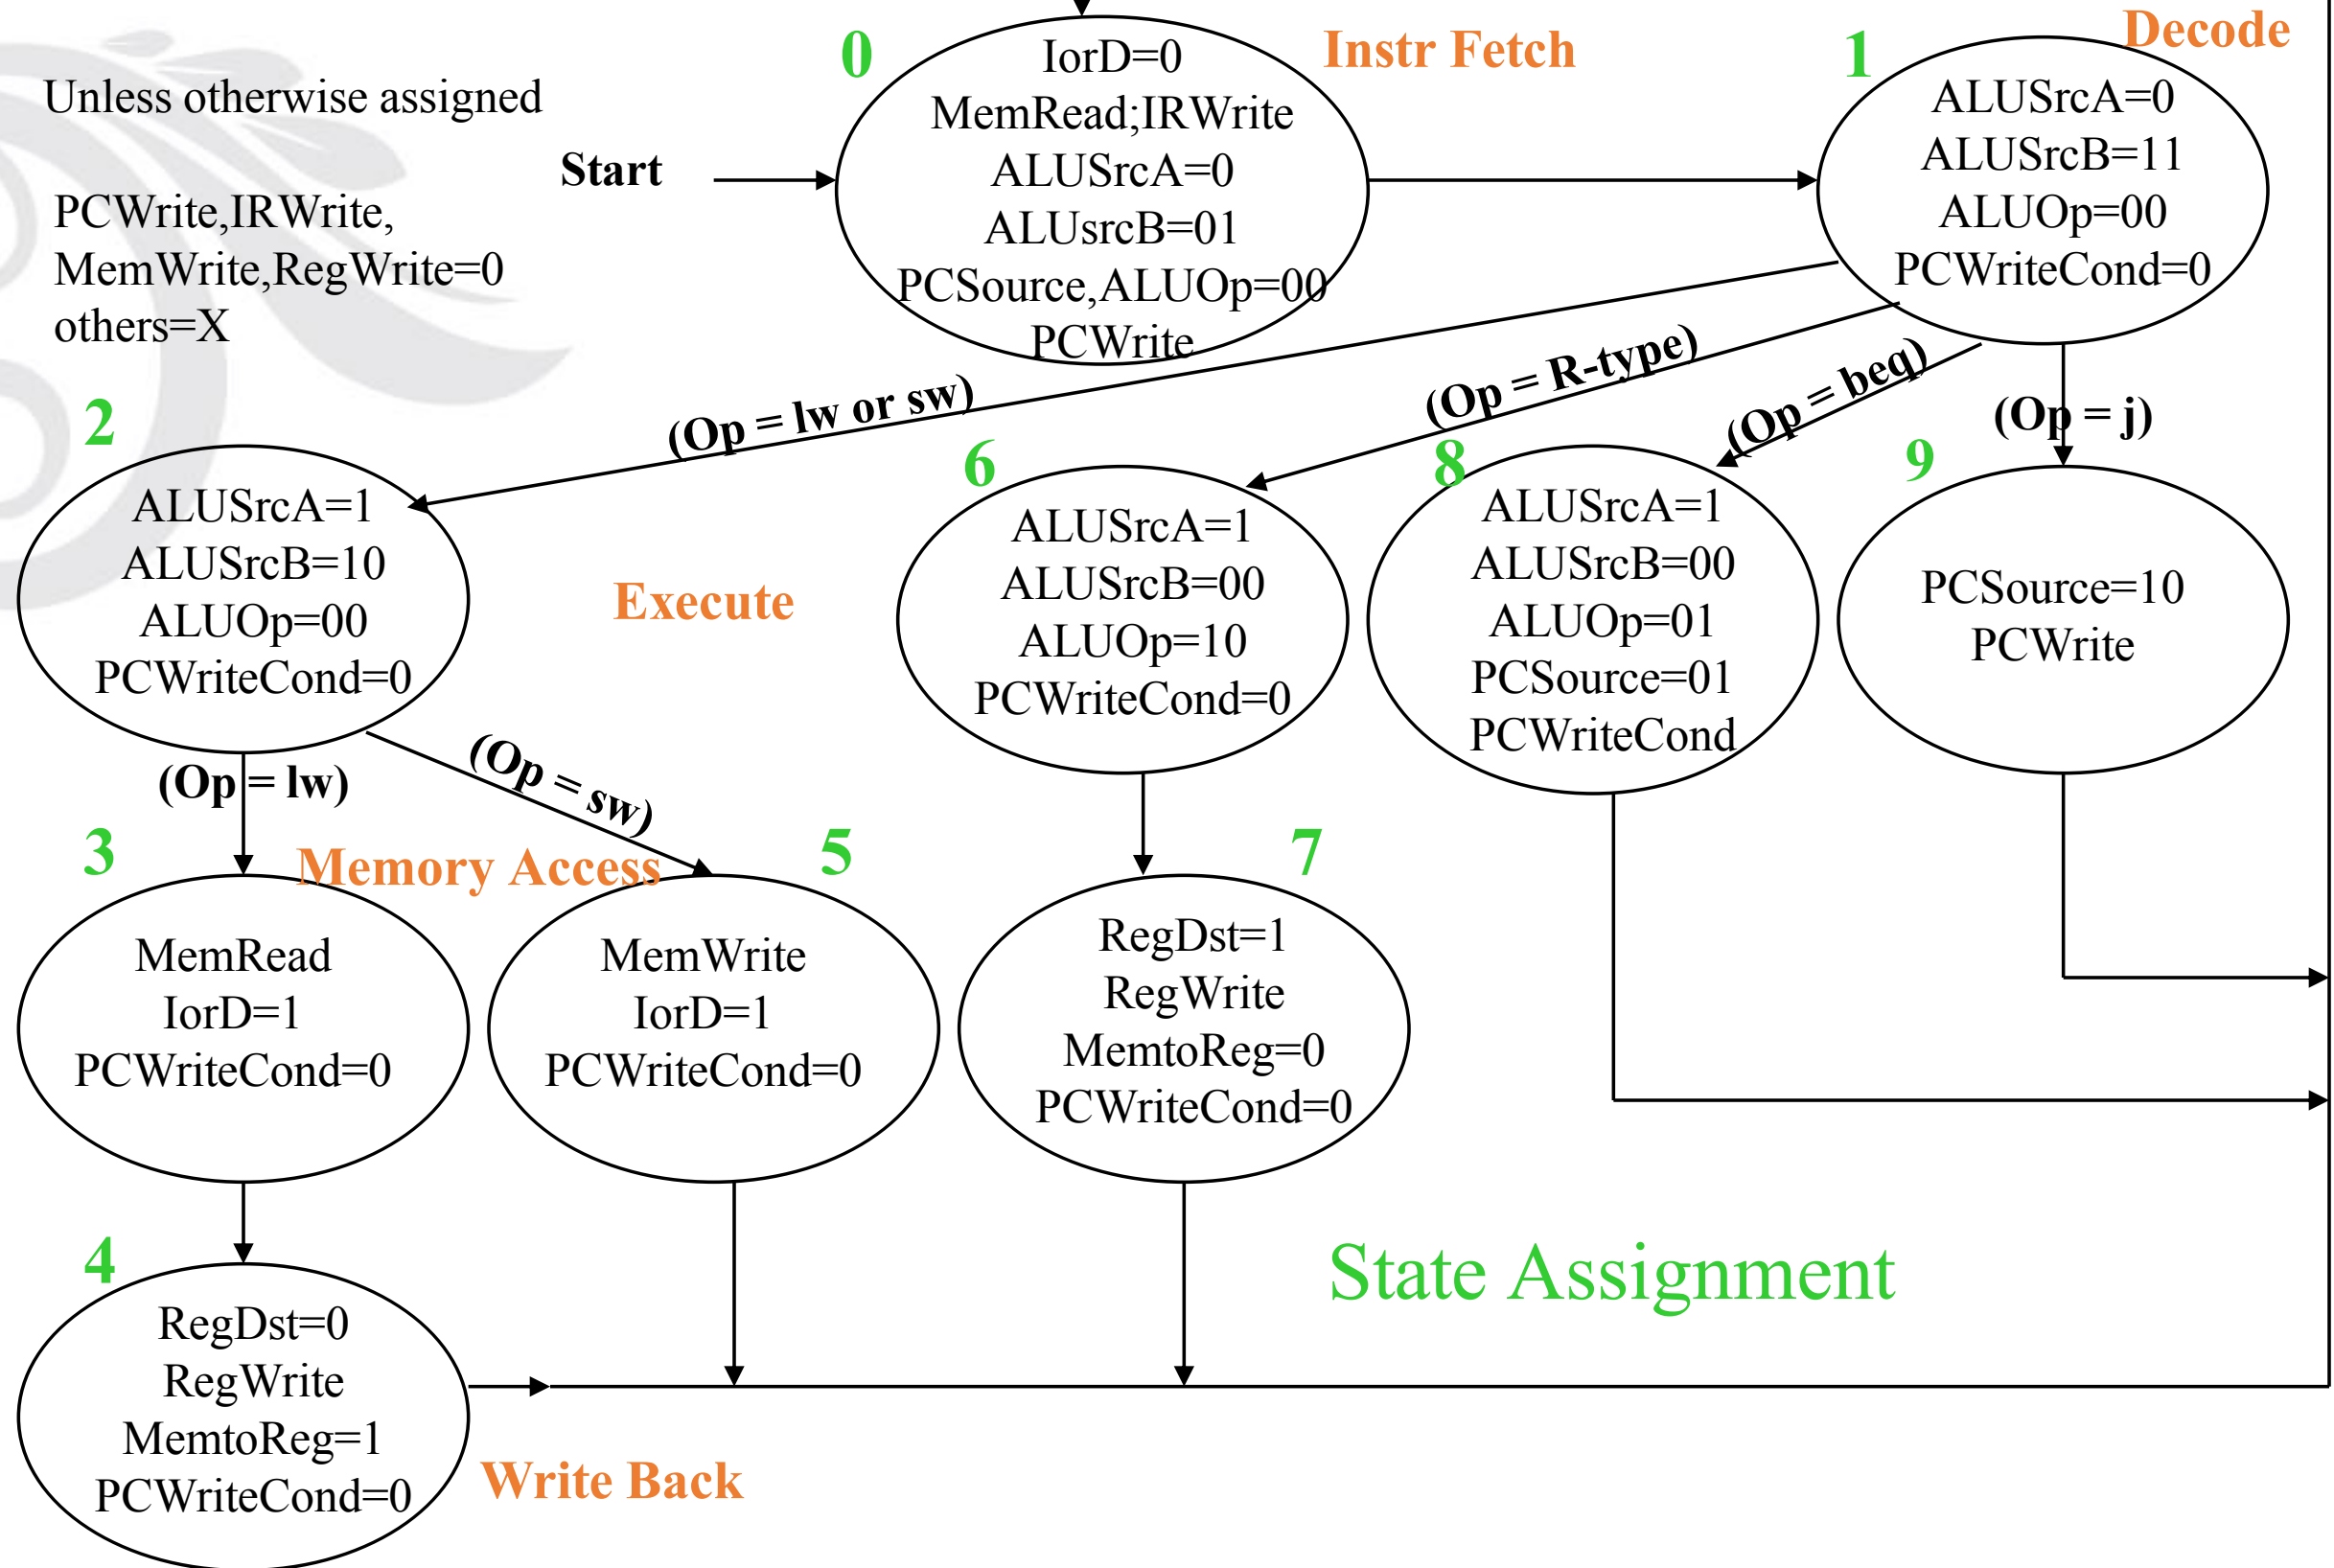 Unless otherwise assigned
PCWrite,IRWrite,
MemWrite,RegWrite=0
others=X
Start
0
IorD=0
MemRead;IRWrite
ALUSrcA=0
ALUsrcB=01
PCSource,ALUOp=00
PCWrite
Instr Fetch
1
Decode
ALUSrcA=0
ALUSrcB=11
ALUOp=00
PCWriteCond=0
(Op = lw or sw)
(Op = R-type)
(Op = beq)
(Op = j)
2
ALUSrcA=1
ALUSrcB=10
ALUOp=00
PCWriteCond=0
Execute
6
ALUSrcA=1
ALUSrcB=00
ALUOp=10
PCWriteCond=0
8
ALUSrcA=1
ALUSrcB=00
ALUOp=01
PCSource=01
PCWriteCond
9
PCSource=10
PCWrite
(Op = lw)
(Op = sw)
3
Memory Access
MemRead
IorD=1
PCWriteCond=0
5
MemWrite
IorD=1
PCWriteCond=0
7
RegDst=1
RegWrite
MemtoReg=0
PCWriteCond=0
4
RegDst=0
RegWrite
MemtoReg=1
PCWriteCond=0
Write Back
State Assignment